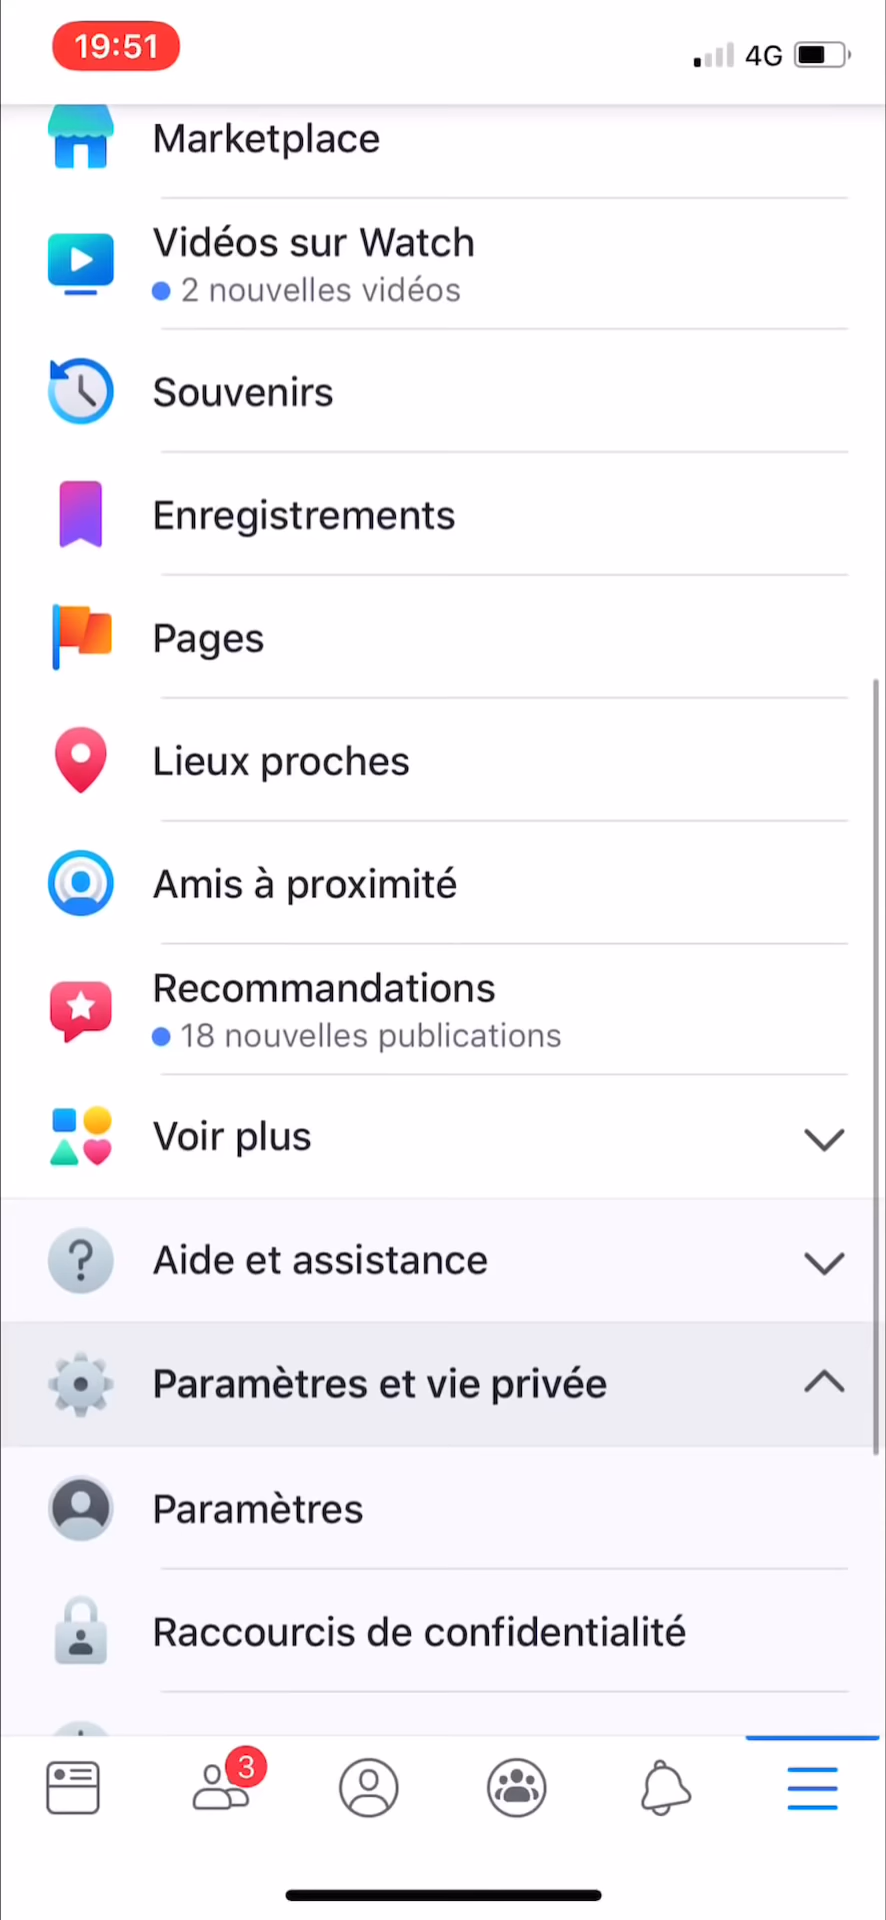 19:51
4G
Marketplace
Vidéos sur Watch
2 nouvelles vidéos
Souvenirs
Enregistrements
Pages
Lieux proches
Amis à proximité
Recommandations
18 nouvelles publications
Voir plus
Aide et assistance
Paramètres et vie privée
Paramètres
Raccourcis de confidentialité
3